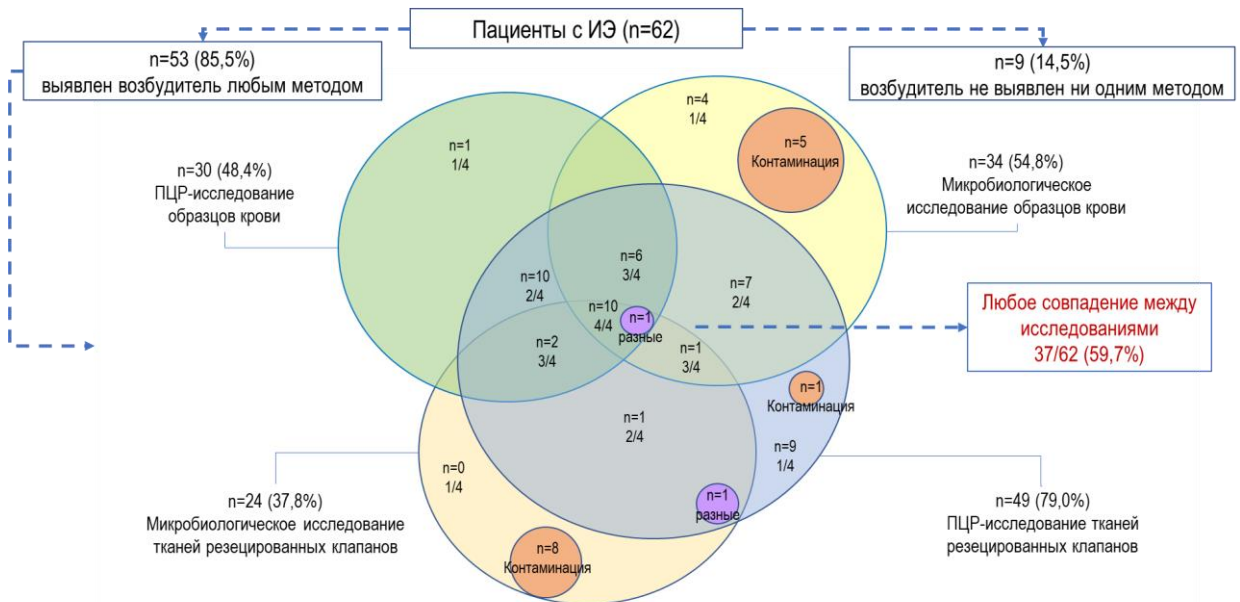 Пациенты с ИЭ (n=62)
n=53 (85,5%)
выявлен возбудитель любым методом
n=9 (14,5%)
возбудитель не выявлен ни одним методом
n=4
1/4
n=1
1/4
n=5
Контаминация
n=30 (48,4%)
ПЦР-исследование
образцов крови
n=34 (54,8%)
Микробиологическое
исследование образцов крови
n=6
3/4
n=10
2/4
n=7
2/4
n=10
4/4
n=1
разные
Любое совпадение между
исследованиями
37/62 (59,7%)
n=2
3/4
n=1
3/4
n=1
Контаминация
n=1
2/4
n=9
1/4
n=0
1/4
n=1
разные
n=24 (37,8%)
Микробиологическое исследование
тканей резецированных клапанов
n=49 (79,0%)
ПЦР-исследование тканей
резецированных клапанов
n=8
Контаминация